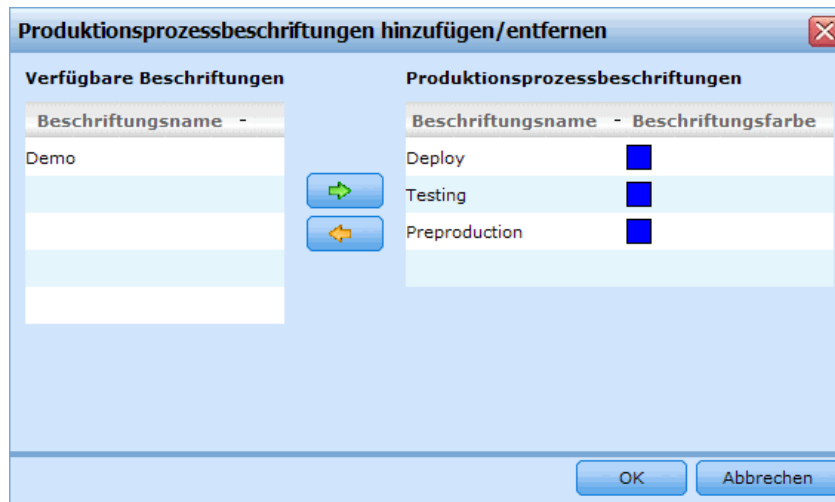 Produktionsprozessbeschriftungen hinzufügen/entfernen
Verfügbare Beschriftungen
Produktionsprozessbeschriftungen
Beschriftungsname -
Beschriftungsname - Beschriftungsfarbe
Demo
Deploy
Testing
Preproduction
OK
Abbrechen